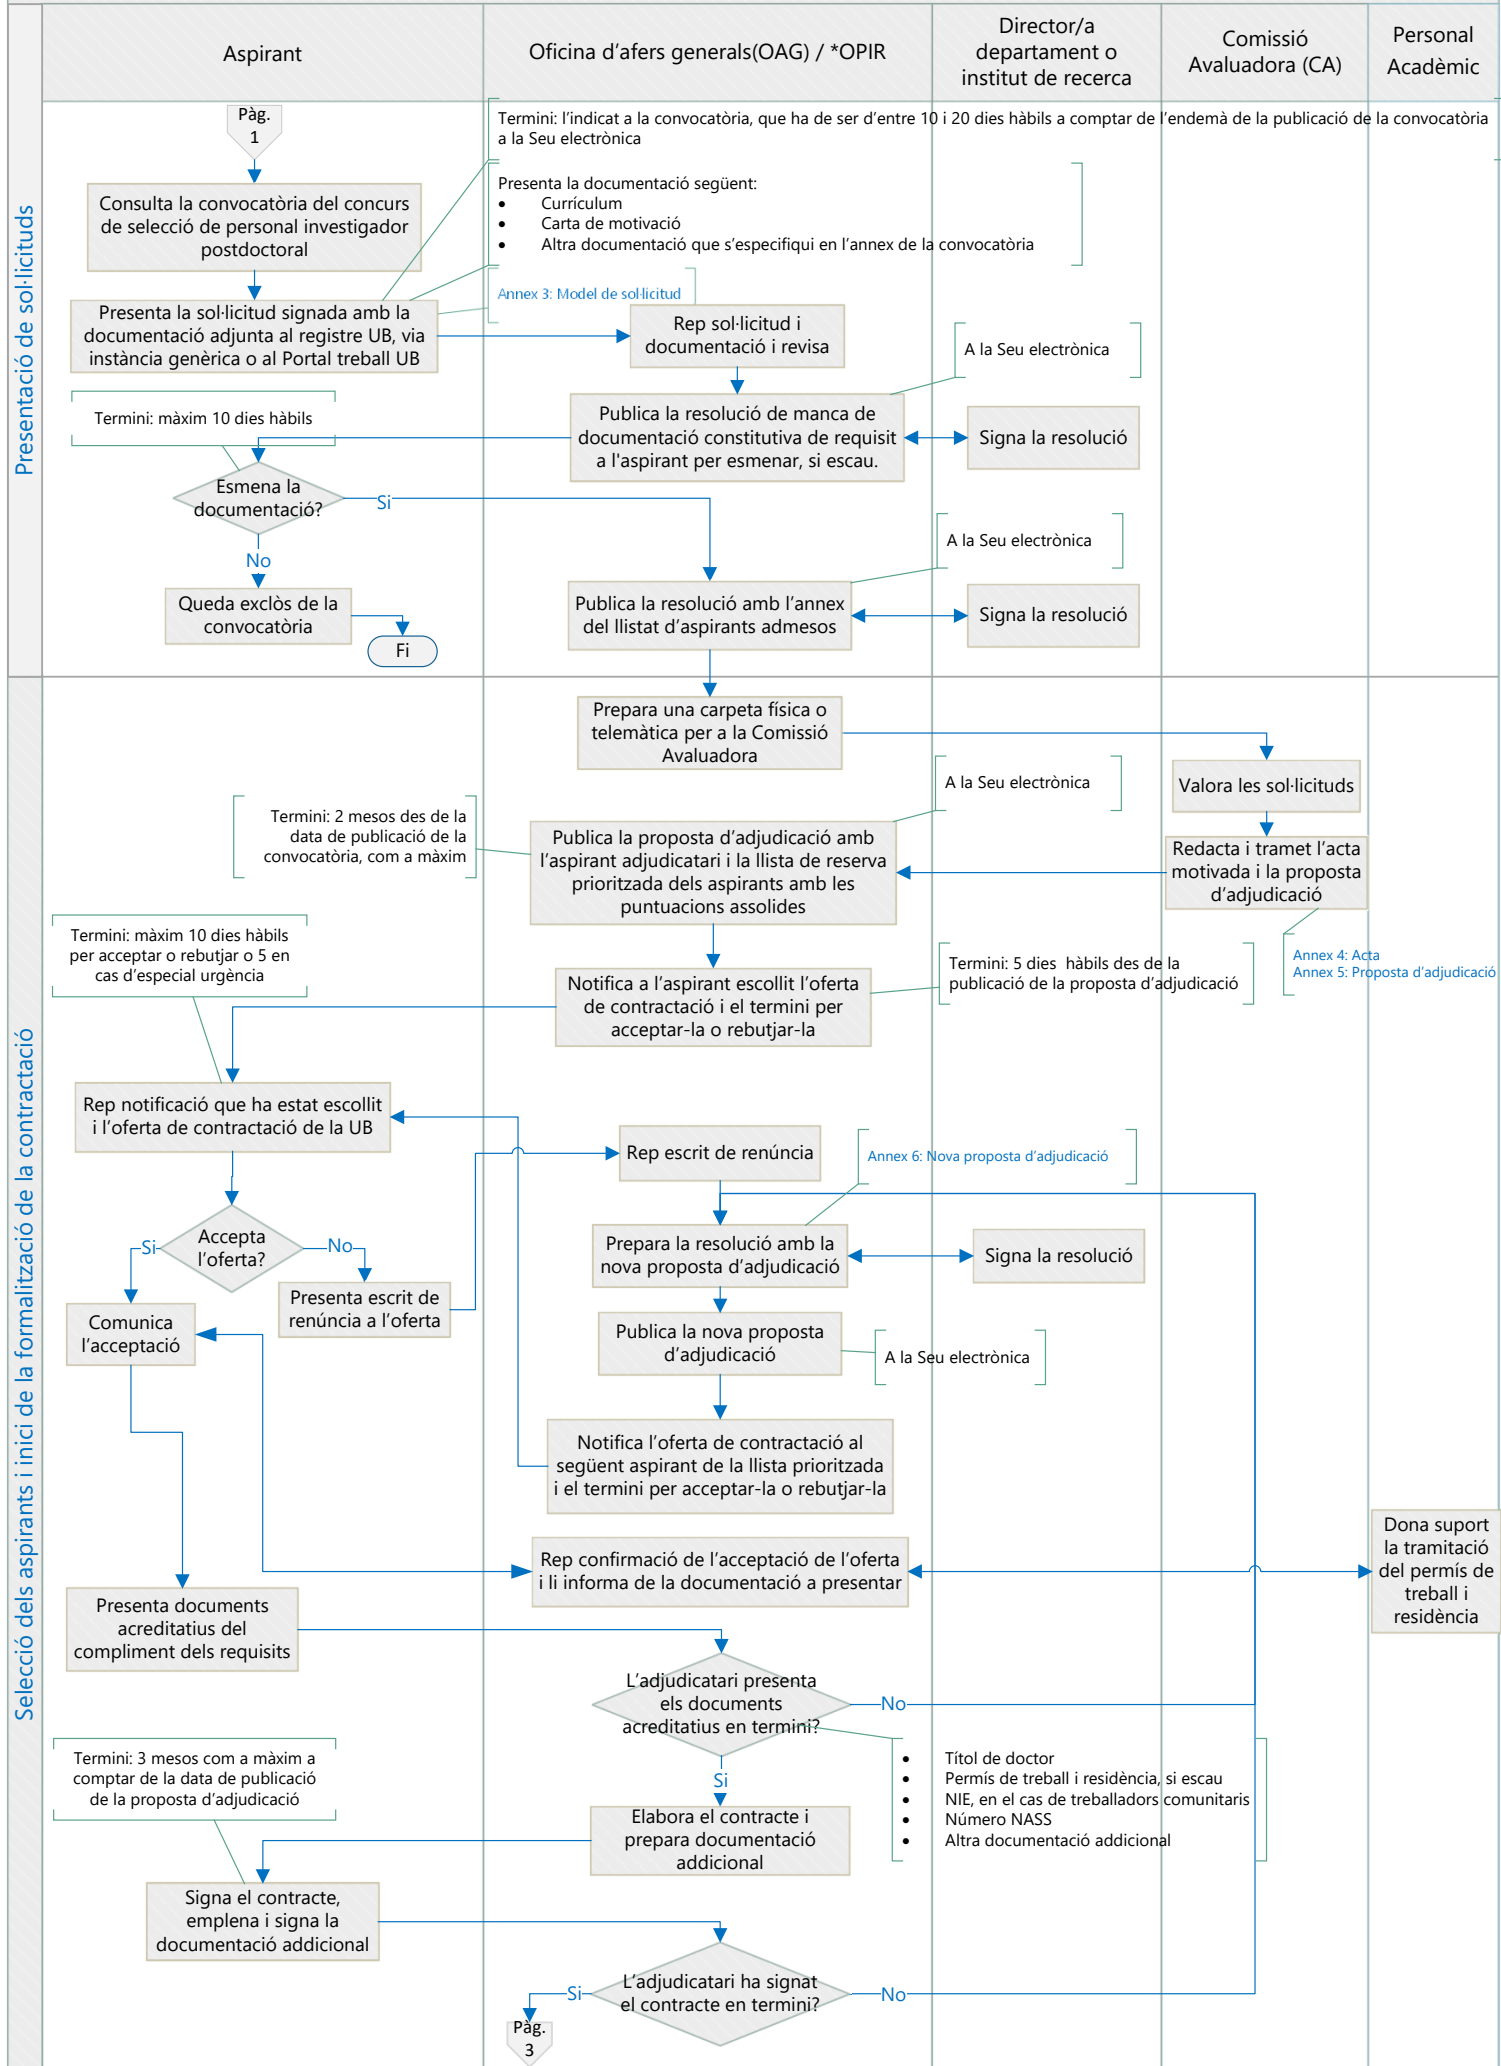 Aspirant
Oficina d'afers generals(OAG) / *OPIR
Director/a
departament o
institut de recerca
Comissió
Avaluadora (CA)
Personal
Acadèmic
Presentació de sol·licituds
Pàg.
1
Termini: l'indicat a la convocatòria, que ha de ser d'entre 10 i 20 dies hàbils a comptar de l'endemà de la publicació de la convocatòria
a la Seu electrònica
Consulta la convocatòria del concurs
de selecció de personal investigador
postdoctoral
Presenta la documentació següent:
• Currículum
• Carta de motivació
• Altra documentació que s'especifiqui en l'annex de la convocatòria
Annex 3: Model de sol·licitud
Presenta la sol·licitud signada amb la
documentació adjunta al registre UB, via
instància genèrica o al Portal treball UB
Rep sol·licitud i
documentació i revisa
A la Seu electrònica
Termini: màxim 10 dies hàbils
Publica la resolució de manca de
documentació constitutiva de requisit
a l'aspirant per esmenar, si escau.
Signa la resolució
Esmena la
documentació?
Si
No
A la Seu electrònica
Queda exclòs de la
convocatòria
Fi
Publica la resolució amb l'annex
del llistat d'aspirants admesos
Signa la resolució
Selecció dels aspirants i inici de la formalització de la contractació
Prepara una carpeta física o
telemàtica per a la Comissió
Avaluadora
A la Seu electrònica
Valora les sol·licituds
Termini: 2 mesos des de la
data de publicació de la
convocatòria, com a màxim
Publica la proposta d'adjudicació amb
l'aspirant adjudicatari i la llista de reserva
prioritzada dels aspirants amb les
puntuacions assolides
Redacta i tramet l'acta
motivada i la proposta
d'adjudicació
Termini: màxim 10 dies hàbils
per acceptar o rebutjar o 5 en
cas d'especial urgència
Annex 4: Acta
Annex 5: Proposta d'adjudicació
Termini: 5 dies hàbils des de la
publicació de la proposta d'adjudicació
Notifica a l'aspirant escollit l'oferta
de contractació i el termini per
acceptar-la o rebutjar-la
Rep notificació que ha estat escollit
i l'oferta de contractació de la UB
Rep escrit de renúncia
Annex 6: Nova proposta d'adjudicació
Accepta
l'oferta?
Si
No
Prepara la resolució amb la
nova proposta d'adjudicació
Signa la resolució
Presenta escrit de
renúncia a l'oferta
Comunica
l'acceptació
Publica la nova proposta
d'adjudicació
A la Seu electrònica
Notifica l'oferta de contractació al
següent aspirant de la llista prioritzada
i el termini per acceptar-la o rebutjar-la
Rep confirmació de l'acceptació de l'oferta
i li informa de la documentació a presentar
Dona suport
la tramitació
del permís de
treball i
residència
Presenta documents
acreditatius del
compliment dels requisits
L'adjudicatari presenta
els documents
acreditatius en termini?
No
Si
Termini: 3 mesos com a màxim a
comptar de la data de publicació
de la proposta d'adjudicació
• Títol de doctor
• Permís de treball i residència, si escau
• NIE, en el cas de treballadors comunitaris
• Número NASS
• Altra documentació addicional
Elabora el contracte i
prepara documentació
addicional
Signa el contracte,
emplena i signa la
documentació addicional
L'adjudicatari ha signat
el contracte en termini?
Si
No
Pàg.
3